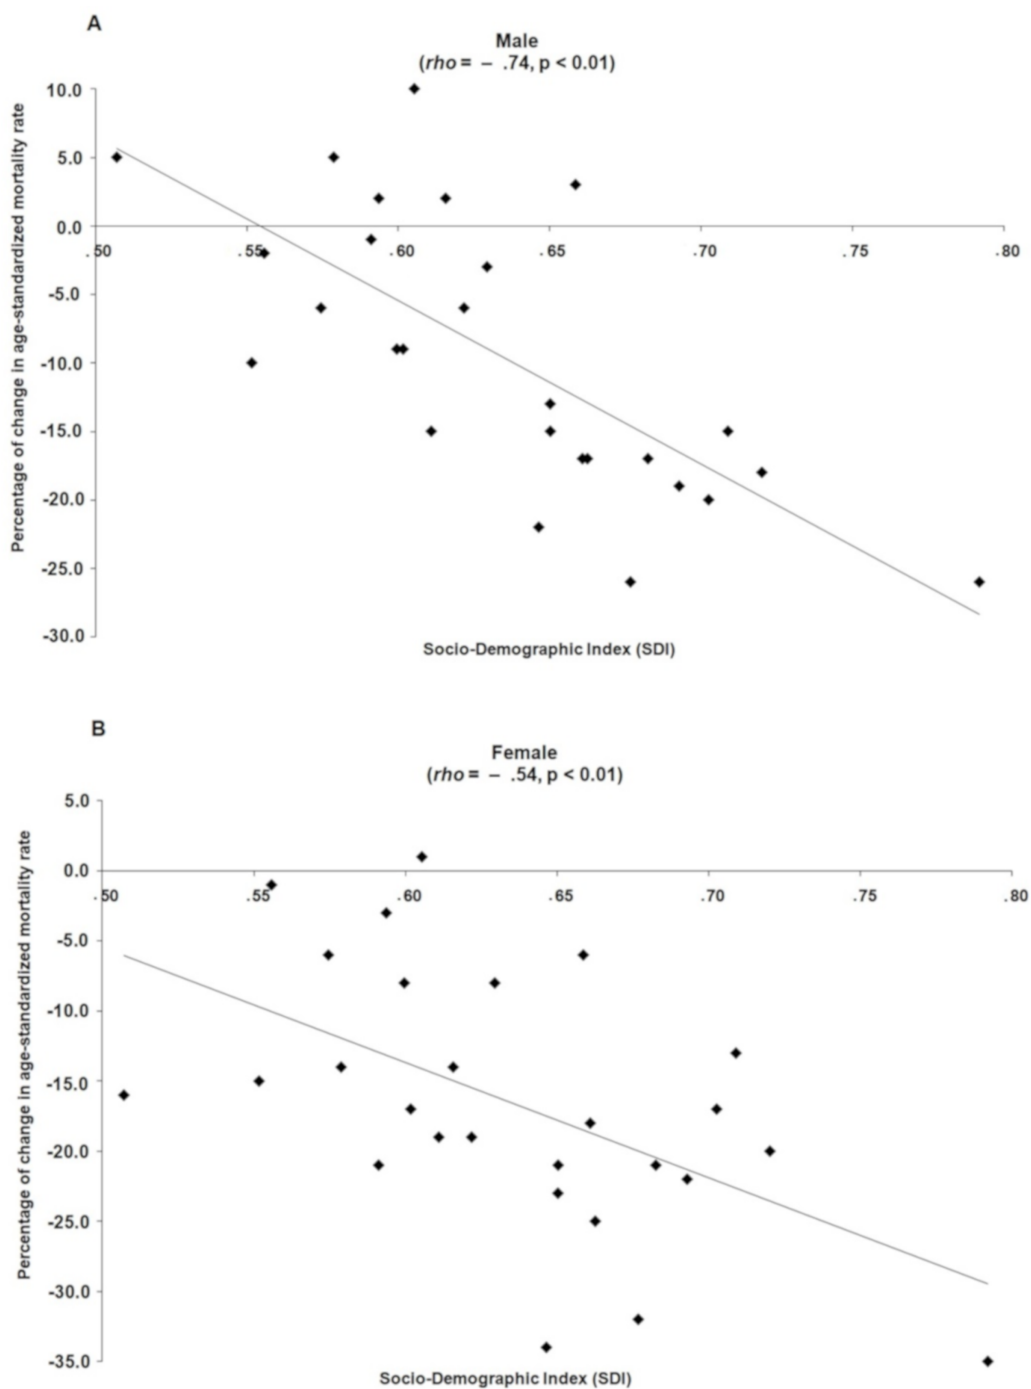 A
Male
(rho = – .74, p < 0.01)
Percentage of change in age-standardized mortality rate
10.0
5.0
0.0
-5.0
-10.0
-15.0
-20.0
-25.0
-30.0
.50 .55 .60 .65 .70 .75 .80
Socio-Demographic Index (SDI)
B
Female
(rho = – .54, p < 0.01)
Percentage of change in age-standardized mortality rate
5.0
0.0
-5.0
-10.0
-15.0
-20.0
-25.0
-30.0
-35.0
.50 .55 .60 .65 .70 .75 .80
Socio-Demographic Index (SDI)